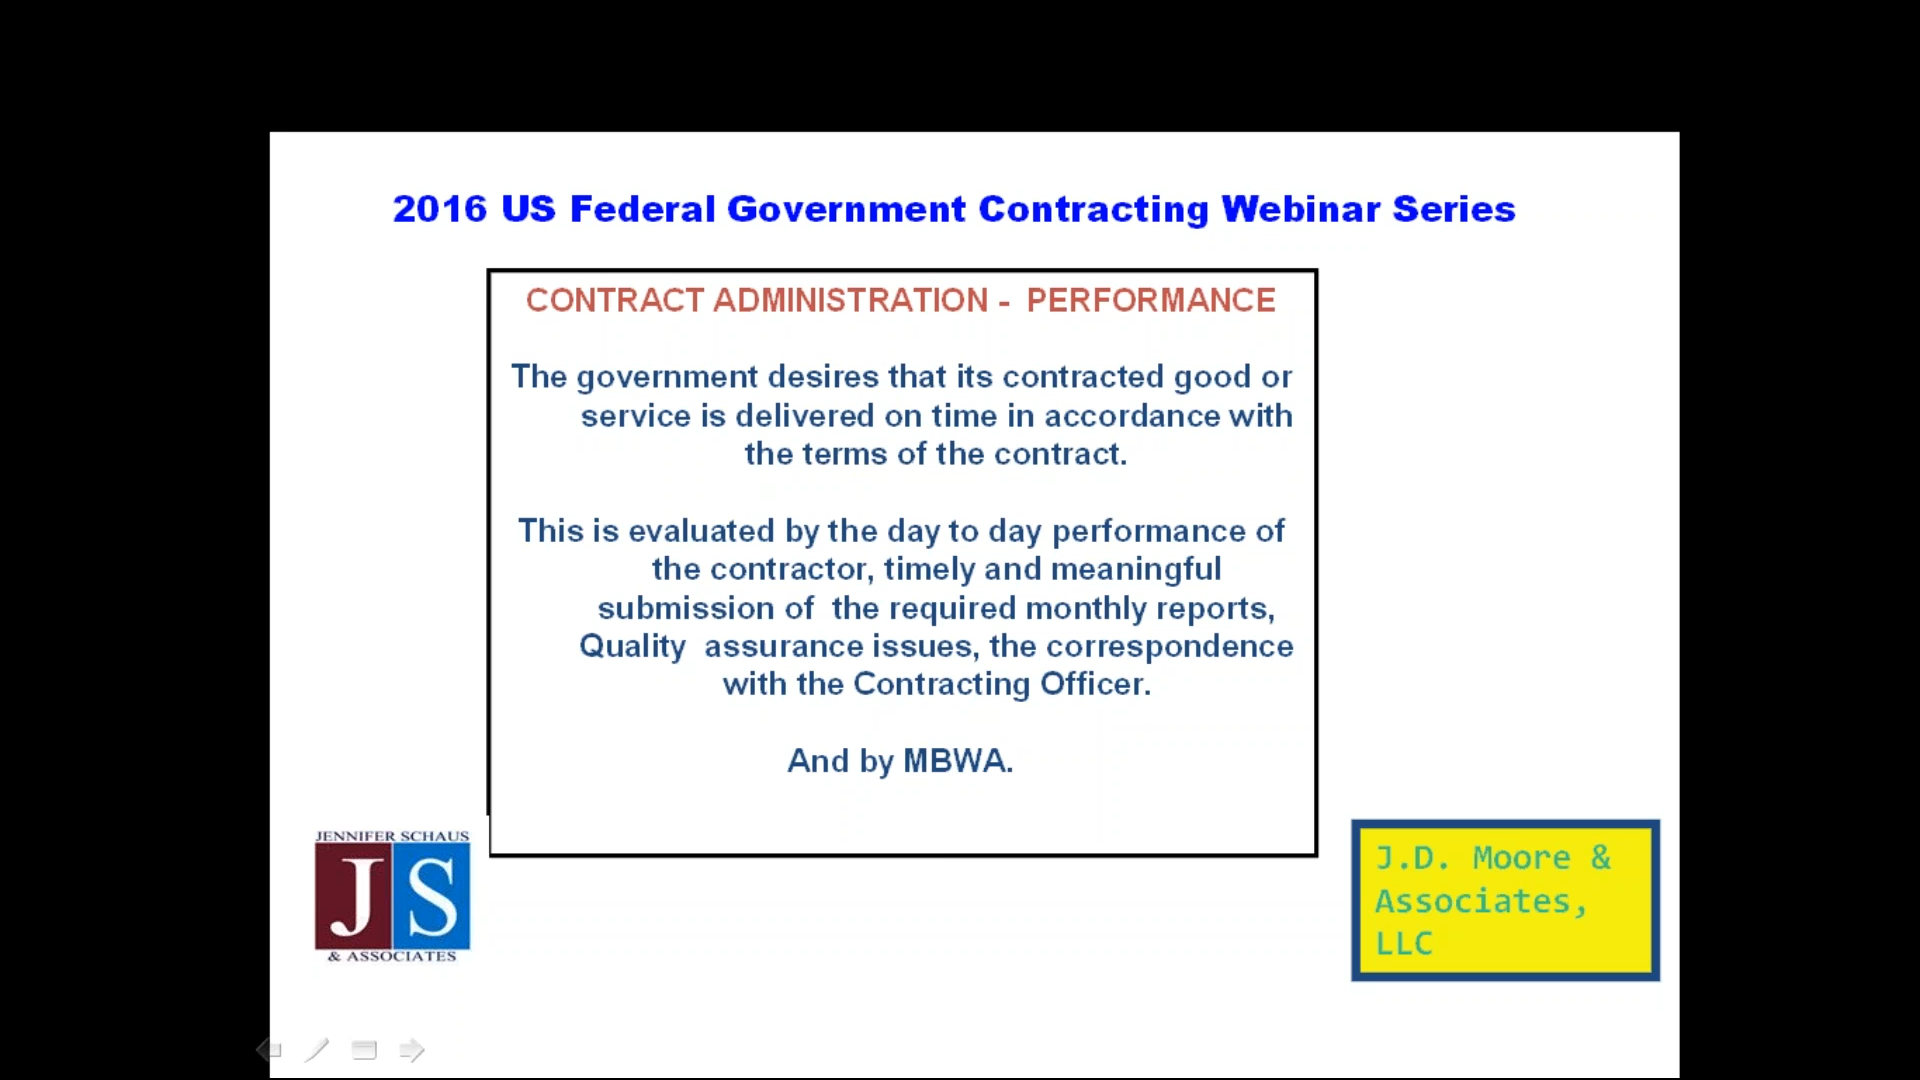 2016 US Federal Government Contracting Webinar Series
CONTRACT ADMINISTRATION - PERFORMANCE
The government desires that its contracted good or
service is delivered on time in accordance with
the terms of the contract.
This is evaluated by the day to day performance of
the contractor, timely and meaningful
submission of the required monthly reports,
Quality assurance issues, the correspondence
with the Contracting Officer.
And by MBWA.
JENNIFER SCHAUS
JS
& ASSOCIATES
J.D. Moore &
Associates,
LLC